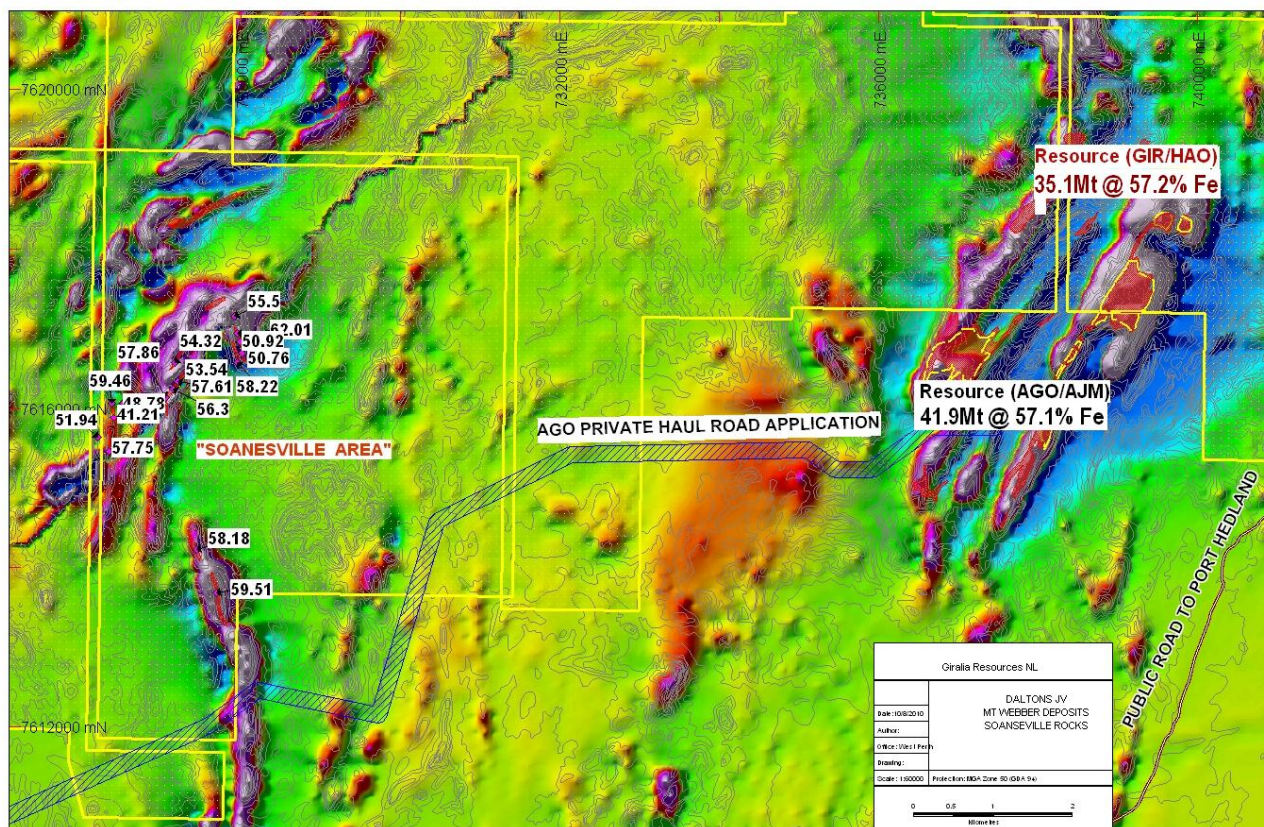 7620000 mN
732000 mE
736000 mE
Resource (GIR/HAO)
35.1Mt @ 57.2% Fe
55.5
62.01
54.32
50.92
57.86
50.76
53.54
59.46
57.61
58.22
48.78
56.3
41.21
7616000 mN
51.94
57.75
Resource (AGO/AJM)
41.9Mt @ 57.1% Fe
AGO PRIVATE HAUL ROAD APPLICATION
"SOANESVILLE AREA"
58.18
59.51
PUBLIC ROAD TO PORT HEDLAND
7612000 mN
Giralia Resources NL
DALTONS JV
MT WEBBER DEPOSITS
SOANSEVILLE ROCKS
Date: 10/8/2010
Author:
Office: West Perth
Drawing:
Scale: 1:60000
Projection: MGA Zone 50 (GDA 94)
0 0.5 1 2
Kilometres